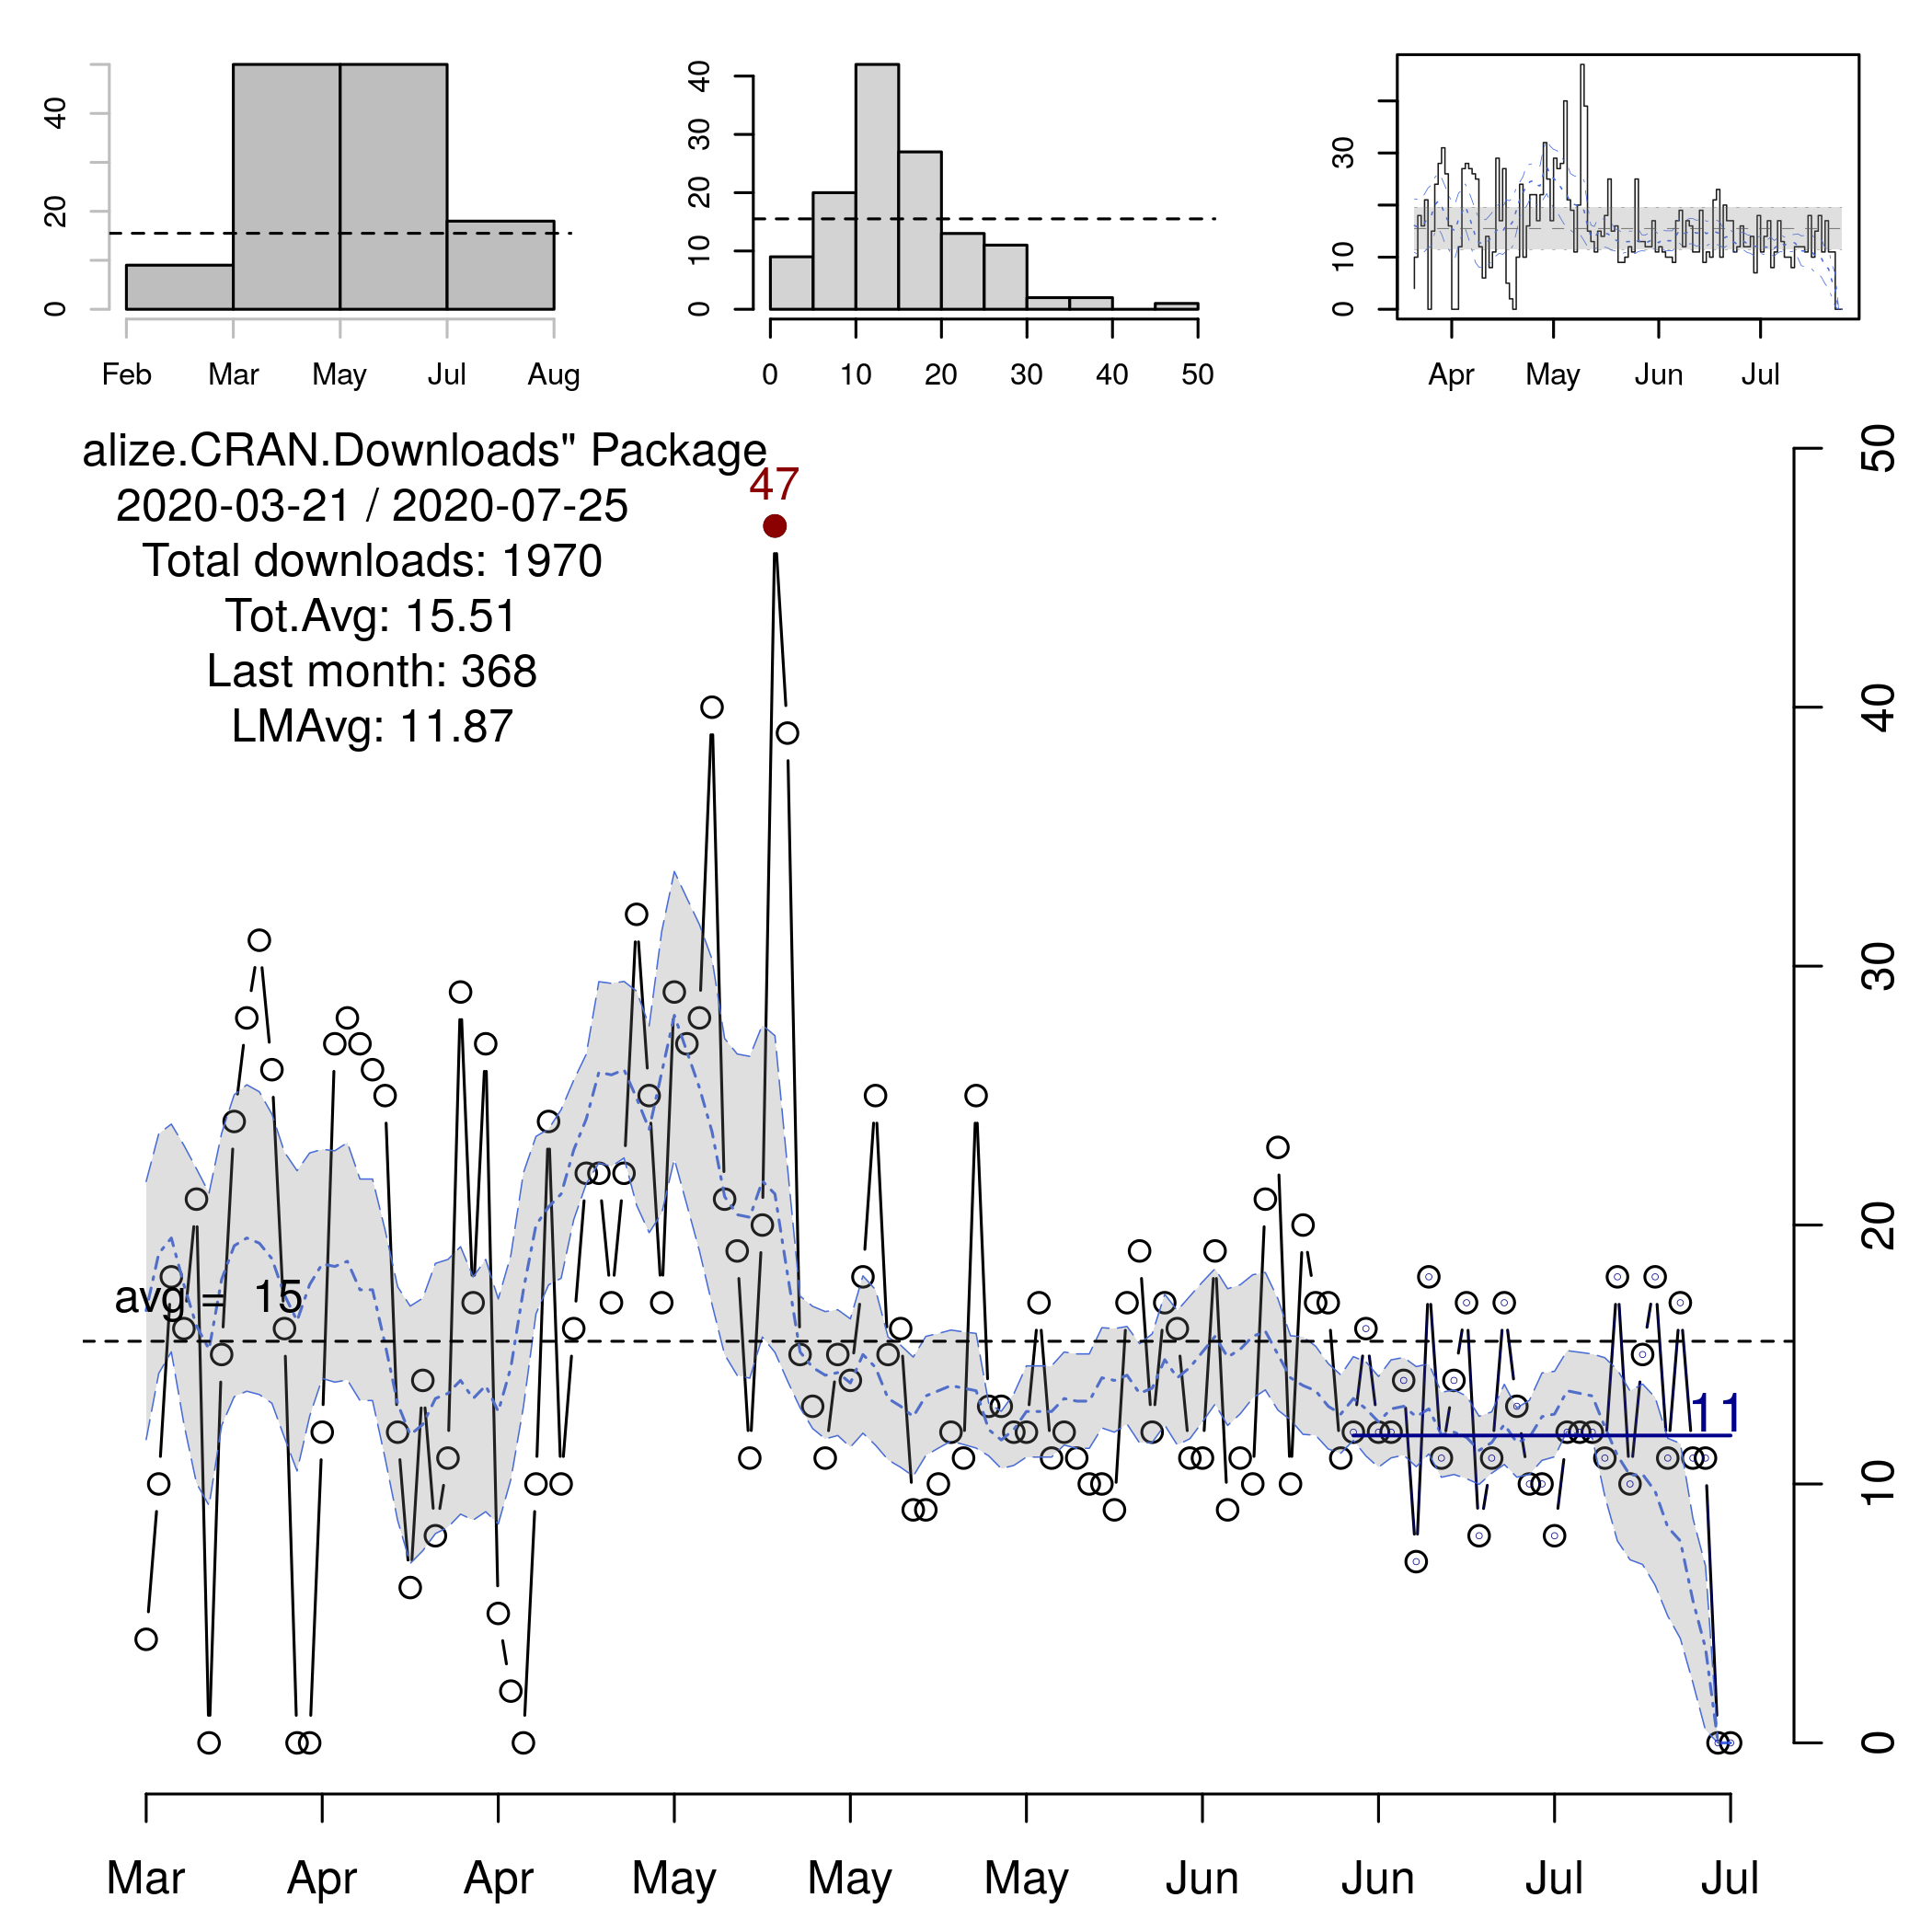 40
20
0
Feb Mar May Jul Aug
40
30
20
10
0
0 10 20 30 40 50
30
10
0
Apr May Jun Jul
alize.CRAN.Downloads" Package
2020-03-21 / 2020-07-25
Total downloads: 1970
Tot.Avg: 15.51
Last month: 368
LMAvg: 11.87
47
avg = 15
11
50
40
30
20
10
0
Mar Apr Apr May May May Jun Jun Jul Jul